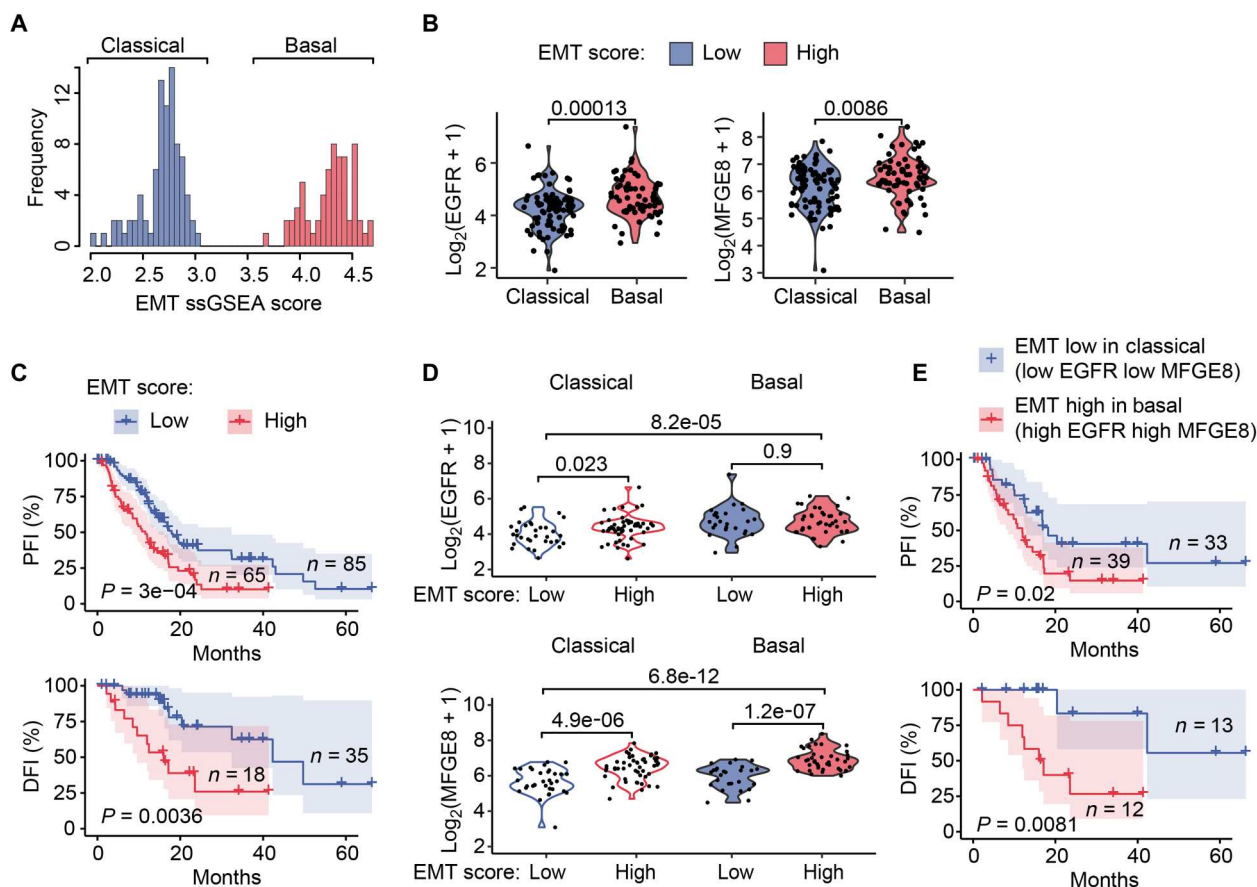 A
Classical Basal
Frequency
12
8
4
0
2.0 2.5 3.0 3.5 4.0 4.5
EMT ssGSEA score
B
EMT score: Low High
0.00013
Log2(EGFR + 1)
6
4
2
Classical Basal
0.0086
Log2(MFGE8 + 1)
8
7
6
5
4
3
Classical Basal
C
EMT score:
Low High
PFI (%)
100
75
50
25
0
n = 85
n = 65
P = 3e−04
0 20 40 60
Months
DFI (%)
100
75
50
25
0
n = 35
n = 18
P = 0.0036
0 20 40 60
Months
D
Classical Basal
8.2e-05
0.023 0.9
Log2(EGFR + 1)
10
8
6
4
2
EMT score: Low High Low High
Classical Basal
6.8e-12
4.9e-06 1.2e-07
Log2(MFGE8 + 1)
10
8
6
4
2
EMT score: Low High Low High
E
EMT low in classical
(low EGFR low MFGE8)
EMT high in basal
(high EGFR high MFGE8)
PFI (%)
100
75
50
25
0
n = 33
n = 39
P = 0.02
0 20 40 60
Months
DFI (%)
100
75
50
25
0
n = 13
n = 12
P = 0.0081
0 20 40 60
Months